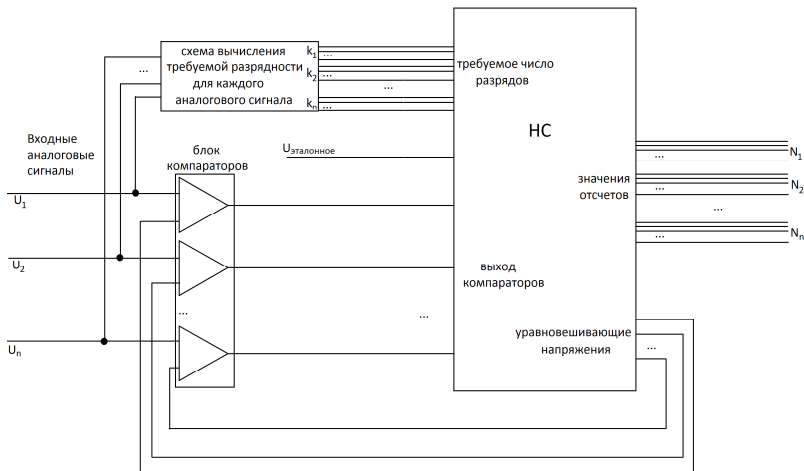 схема вычисления
требуемой разрядности
для каждого
аналогового сигнала
...
k1
...
k2
...
...
kn
...
требуемое число
разрядов
НС
Uэталонное
Входные
аналоговые
сигналы
блок
компараторов
U1
U2
...
Un
выход
компараторов
...
значения
отсчетов
...
N1
...
N2
...
...
Nn
уравновешивающие
напряжения
...